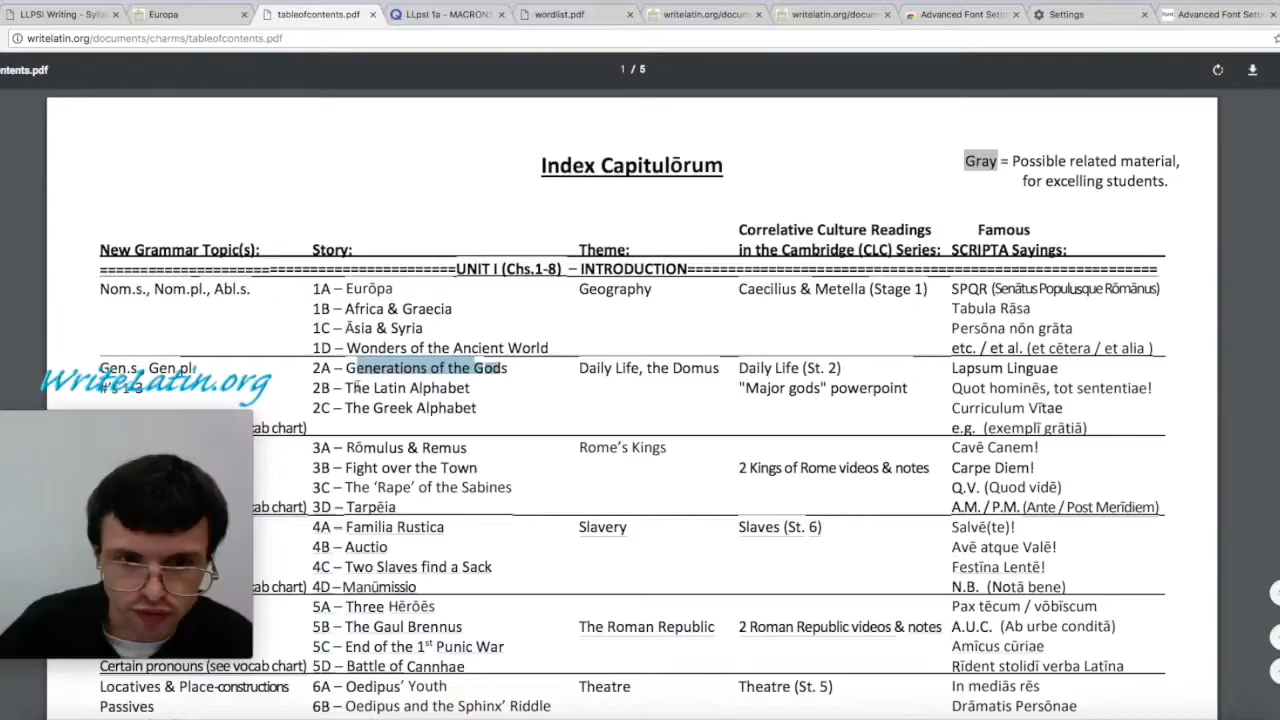 LLPSI Writing - Sylla
Europa
tableofcontents.pdf
LLpsI 1a - MACRONS
wordlist.pdf
writelatin.org/docum
writelatin.org/docum
Advanced Font Sett
Settings
Advanced Font Sett
writelatin.org/documents/charms/tableofcontents.pdf
ntents.pdf
1 / 5
Index Capitulōrum
Gray = Possible related material,
for excelling students.
Correlative Culture Readings Famous
New Grammar Topic(s): Story: Theme: in the Cambridge (CLC) Series: SCRIPTA Sayings:
======================================UNIT I (Chs.1-8) – INTRODUCTION==================================================
Nom.s., Nom.pl., Abl.s. 1A – Eurōpa Geography Caecilius & Metella (Stage 1) SPQR (Senātus Populusque Rōmānus)
1B – Africa & Graecia Tabula Rāsa
1C – Āsia & Syria Persōna nōn grāta
1D – Wonders of the Ancient World etc. / et al. (et cētera / et alia )
Gen.s., Gen.pl. 2A – Generations of the Gods Daily Life, the Domus Daily Life (St. 2) Lapsum Linguae
#'s 1-3 2B – The Latin Alphabet "Major gods" powerpoint Quot hominēs, tot sententiae!
WriteLatin.org
2C – The Greek Alphabet Curriculum Vītae
ab chart) e.g. (exemplī grātiā)
3A – Rōmulus & Remus Rome's Kings Cavē Canem!
3B – Fight over the Town 2 Kings of Rome videos & notes Carpe Diem!
3C – The 'Rape' of the Sabines Q.V. (Quod vidē)
ab chart) 3D – Tarpēia A.M. / P.M. (Ante / Post Merīdiem)
4A – Familia Rustica Slavery Slaves (St. 6) Salvē(te)!
4B – Auctio Avē atque Valē!
4C – Two Slaves find a Sack Festīna Lentē!
ab chart) 4D – Manūmissio N.B. (Notā bene)
5A – Three Hērōēs Pax tēcum / vōbīscum
5B – The Gaul Brennus The Roman Republic 2 Roman Republic videos & notes A.U.C. (Ab urbe conditā)
5C – End of the 1st Punic War Amīcus cūriae
Certain pronouns (see vocab chart) 5D – Battle of Cannhae Rīdent stolidī verba Latīna
Locatives & Place-constructions 6A – Oedipus' Youth Theatre Theatre (St. 5) In mediās rēs
Passives 6B – Oedipus and the Sphinx' Riddle Drāmatis Persōnae